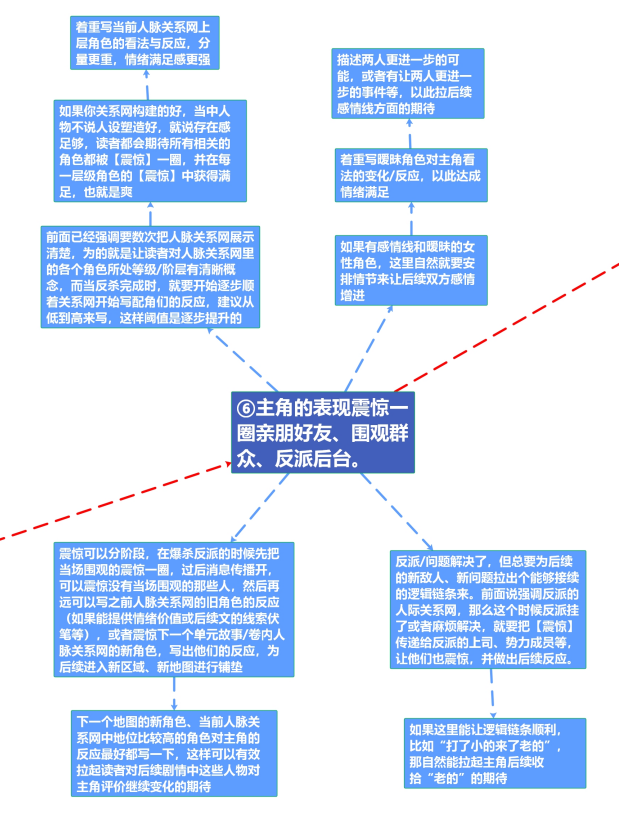 着重写当前人脉关系网上
层角色的看法与反应，分
量更重，情绪满足感更强
描述两人更进一步的可
能，或者有让两人更进一
步的事件等，以此拉后续
感情线方面的期待
如果你关系网构建的好，当中人
物不说人设塑造好，就说存在感
足够，读者都会期待所有相关的
角色都被【震惊】一圈，并在每
一层级角色的【震惊】中获得满
足，也就是爽
着重写暧昧角色对主角看
法的变化/反应，以此达成
情绪满足
前面已经强调要数次把人脉关系网展示
清楚，为的就是让读者对人脉关系网里
的各个角色所处等级/阶层有清晰概
念，而当反杀完成时，就要开始逐步顺
着关系网开始写配角们的反应，建议从
低到高来写，这样阈值是逐步提升的
如果有感情线和暧昧的女
性角色，这里自然就要安
排情节来让后续双方感情
增进
⑥主角的表现震惊一
圈亲朋好友、围观群
众、反派后台。
震惊可以分阶段，在爆杀反派的时候先把
当场围观的震惊一圈，过后消息传播开，
可以震惊没有当场围观的那些人，然后再
远可以写之前人脉关系网的旧角色的反应
（如果能提供情绪价值或后续文的线索伏
笔等），或者震惊下一个单元故事/卷内人
脉关系网的新角色，写出他们的反应，为
后续进入新区域、新地图进行铺垫
反派/问题解决了，但总要为后续
的新敌人、新问题拉出个能够接续
的逻辑链条来。前面说强调反派的
人际关系网，那么这个时候反派挂
了或者麻烦解决，就要把【震惊】
传递给反派的上司、势力成员等，
让他们也震惊，并做出后续反应。
下一个地图的新角色、当前人脉关
系网中地位比较高的角色对主角的
反应最好都写一下，这样可以有效
拉起读者对后续剧情中这些人物对
主角评价继续变化的期待
如果这里能让逻辑链条顺利，
比如“打了小的来了老的”，
那自然能拉起主角后续收
拾“老的”的期待